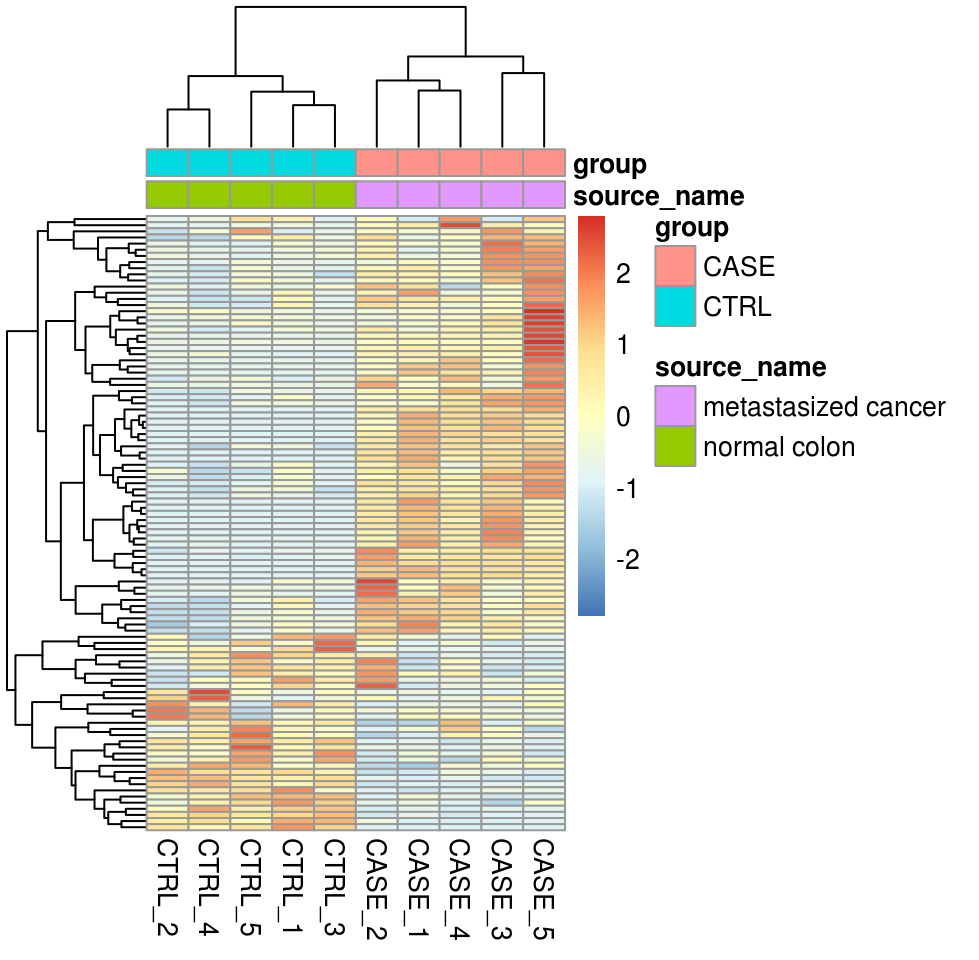 group
source_name
group
CASE
CTRL
source_name
metastasized cancer
normal colon
2
1
0
-1
-2
CTRL_2
CTRL_4
CTRL_5
CTRL_1
CTRL_3
CASE_2
CASE_1
CASE_4
CASE_3
CASE_5